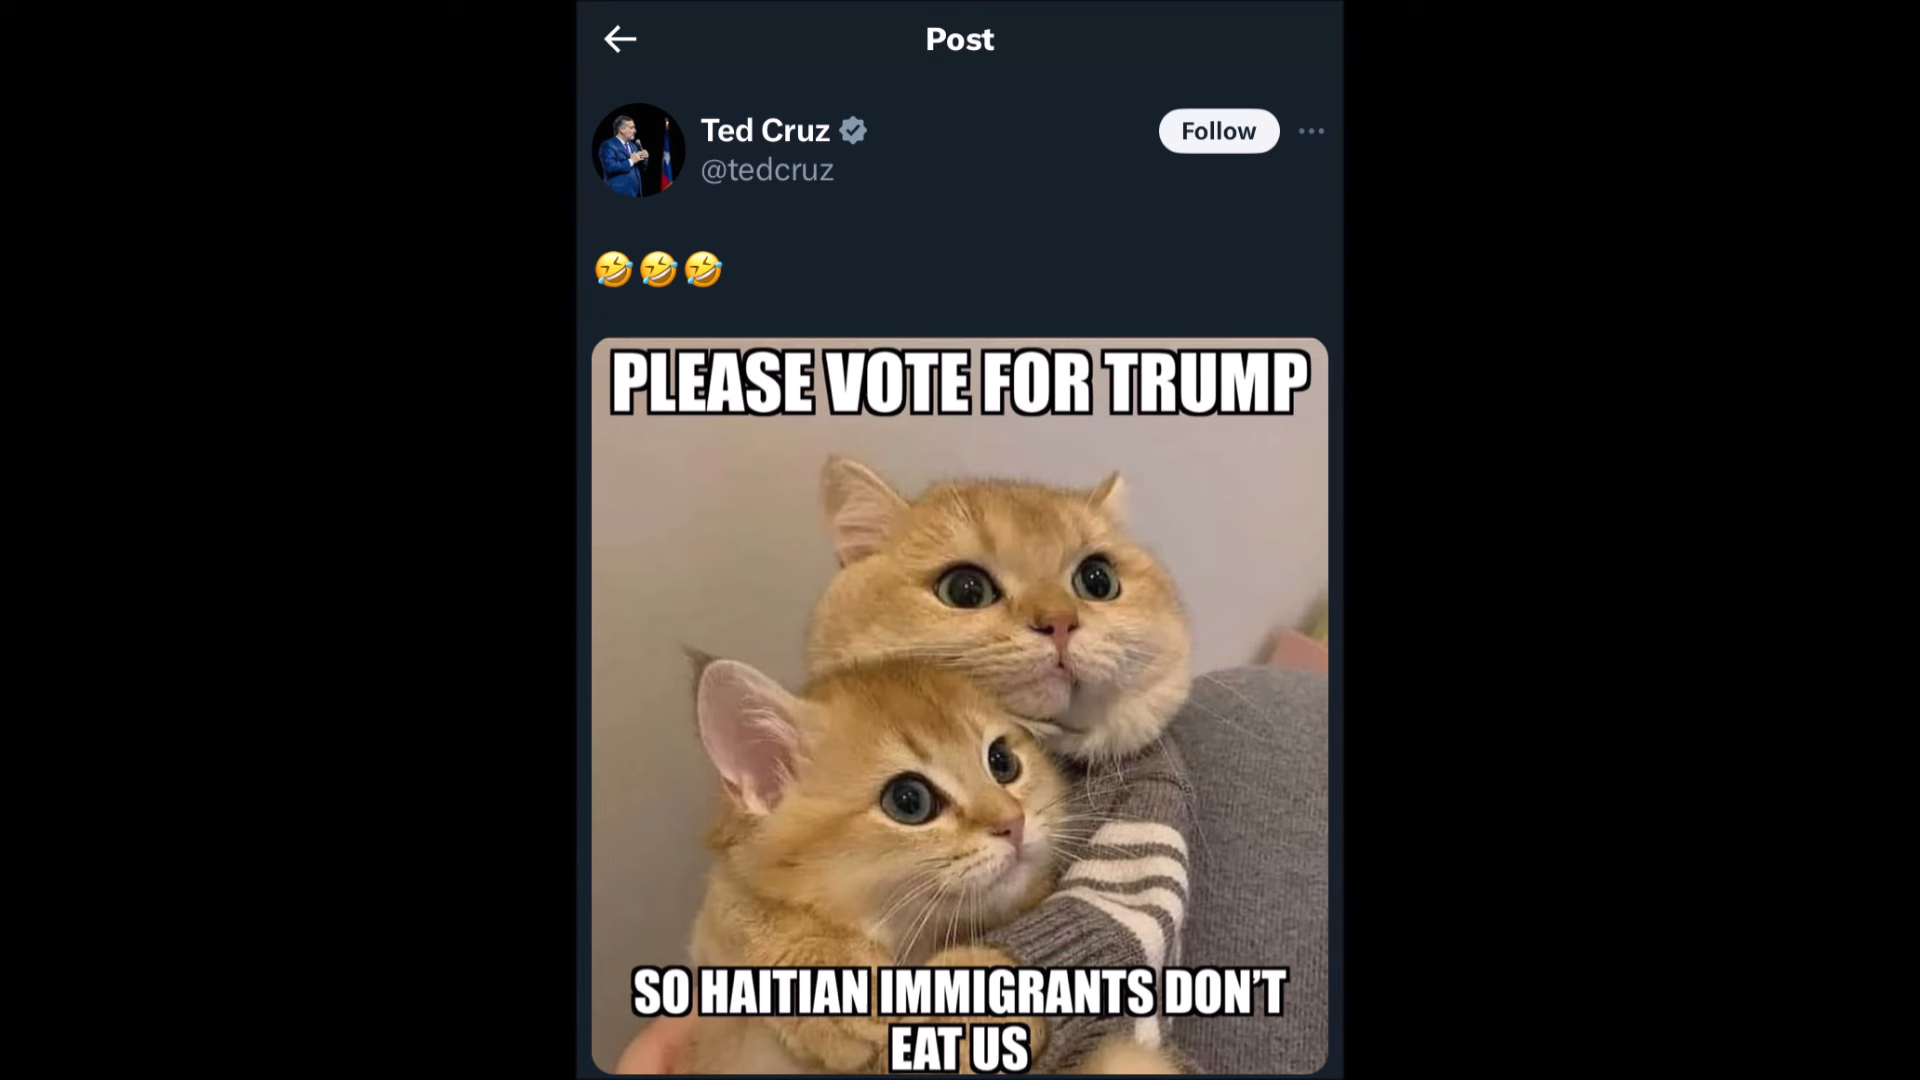 Post
Ted Cruz
@tedcruz
Follow
🤣🤣🤣
PLEASE VOTE FOR TRUMP
SO HAITIAN IMMIGRANTS DON'T
EAT US